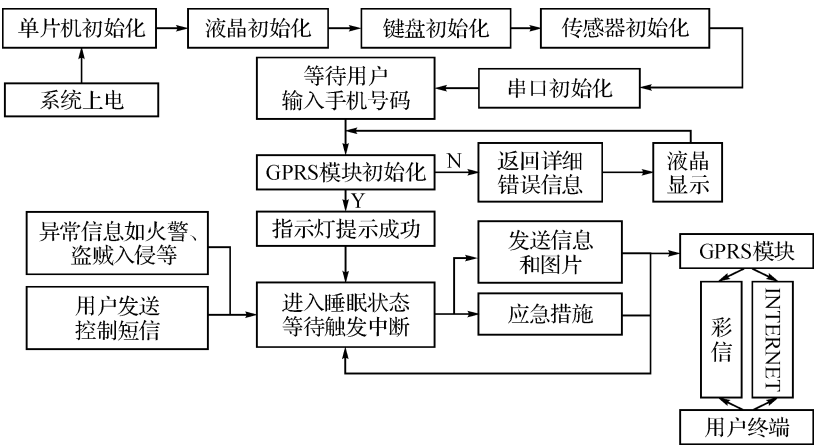 单片机初始化
液晶初始化
键盘初始化
传感器初始化
系统上电
等待用户
输入手机号码
串口初始化
GPRS模块初始化
N
返回详细
错误信息
液晶
显示
Y
指示灯提示成功
异常信息如火警、
盗贼入侵等
用户发送
控制短信
进入睡眠状态
等待触发中断
发送信息
和图片
应急措施
GPRS模块
彩信
INTERNET
用户终端